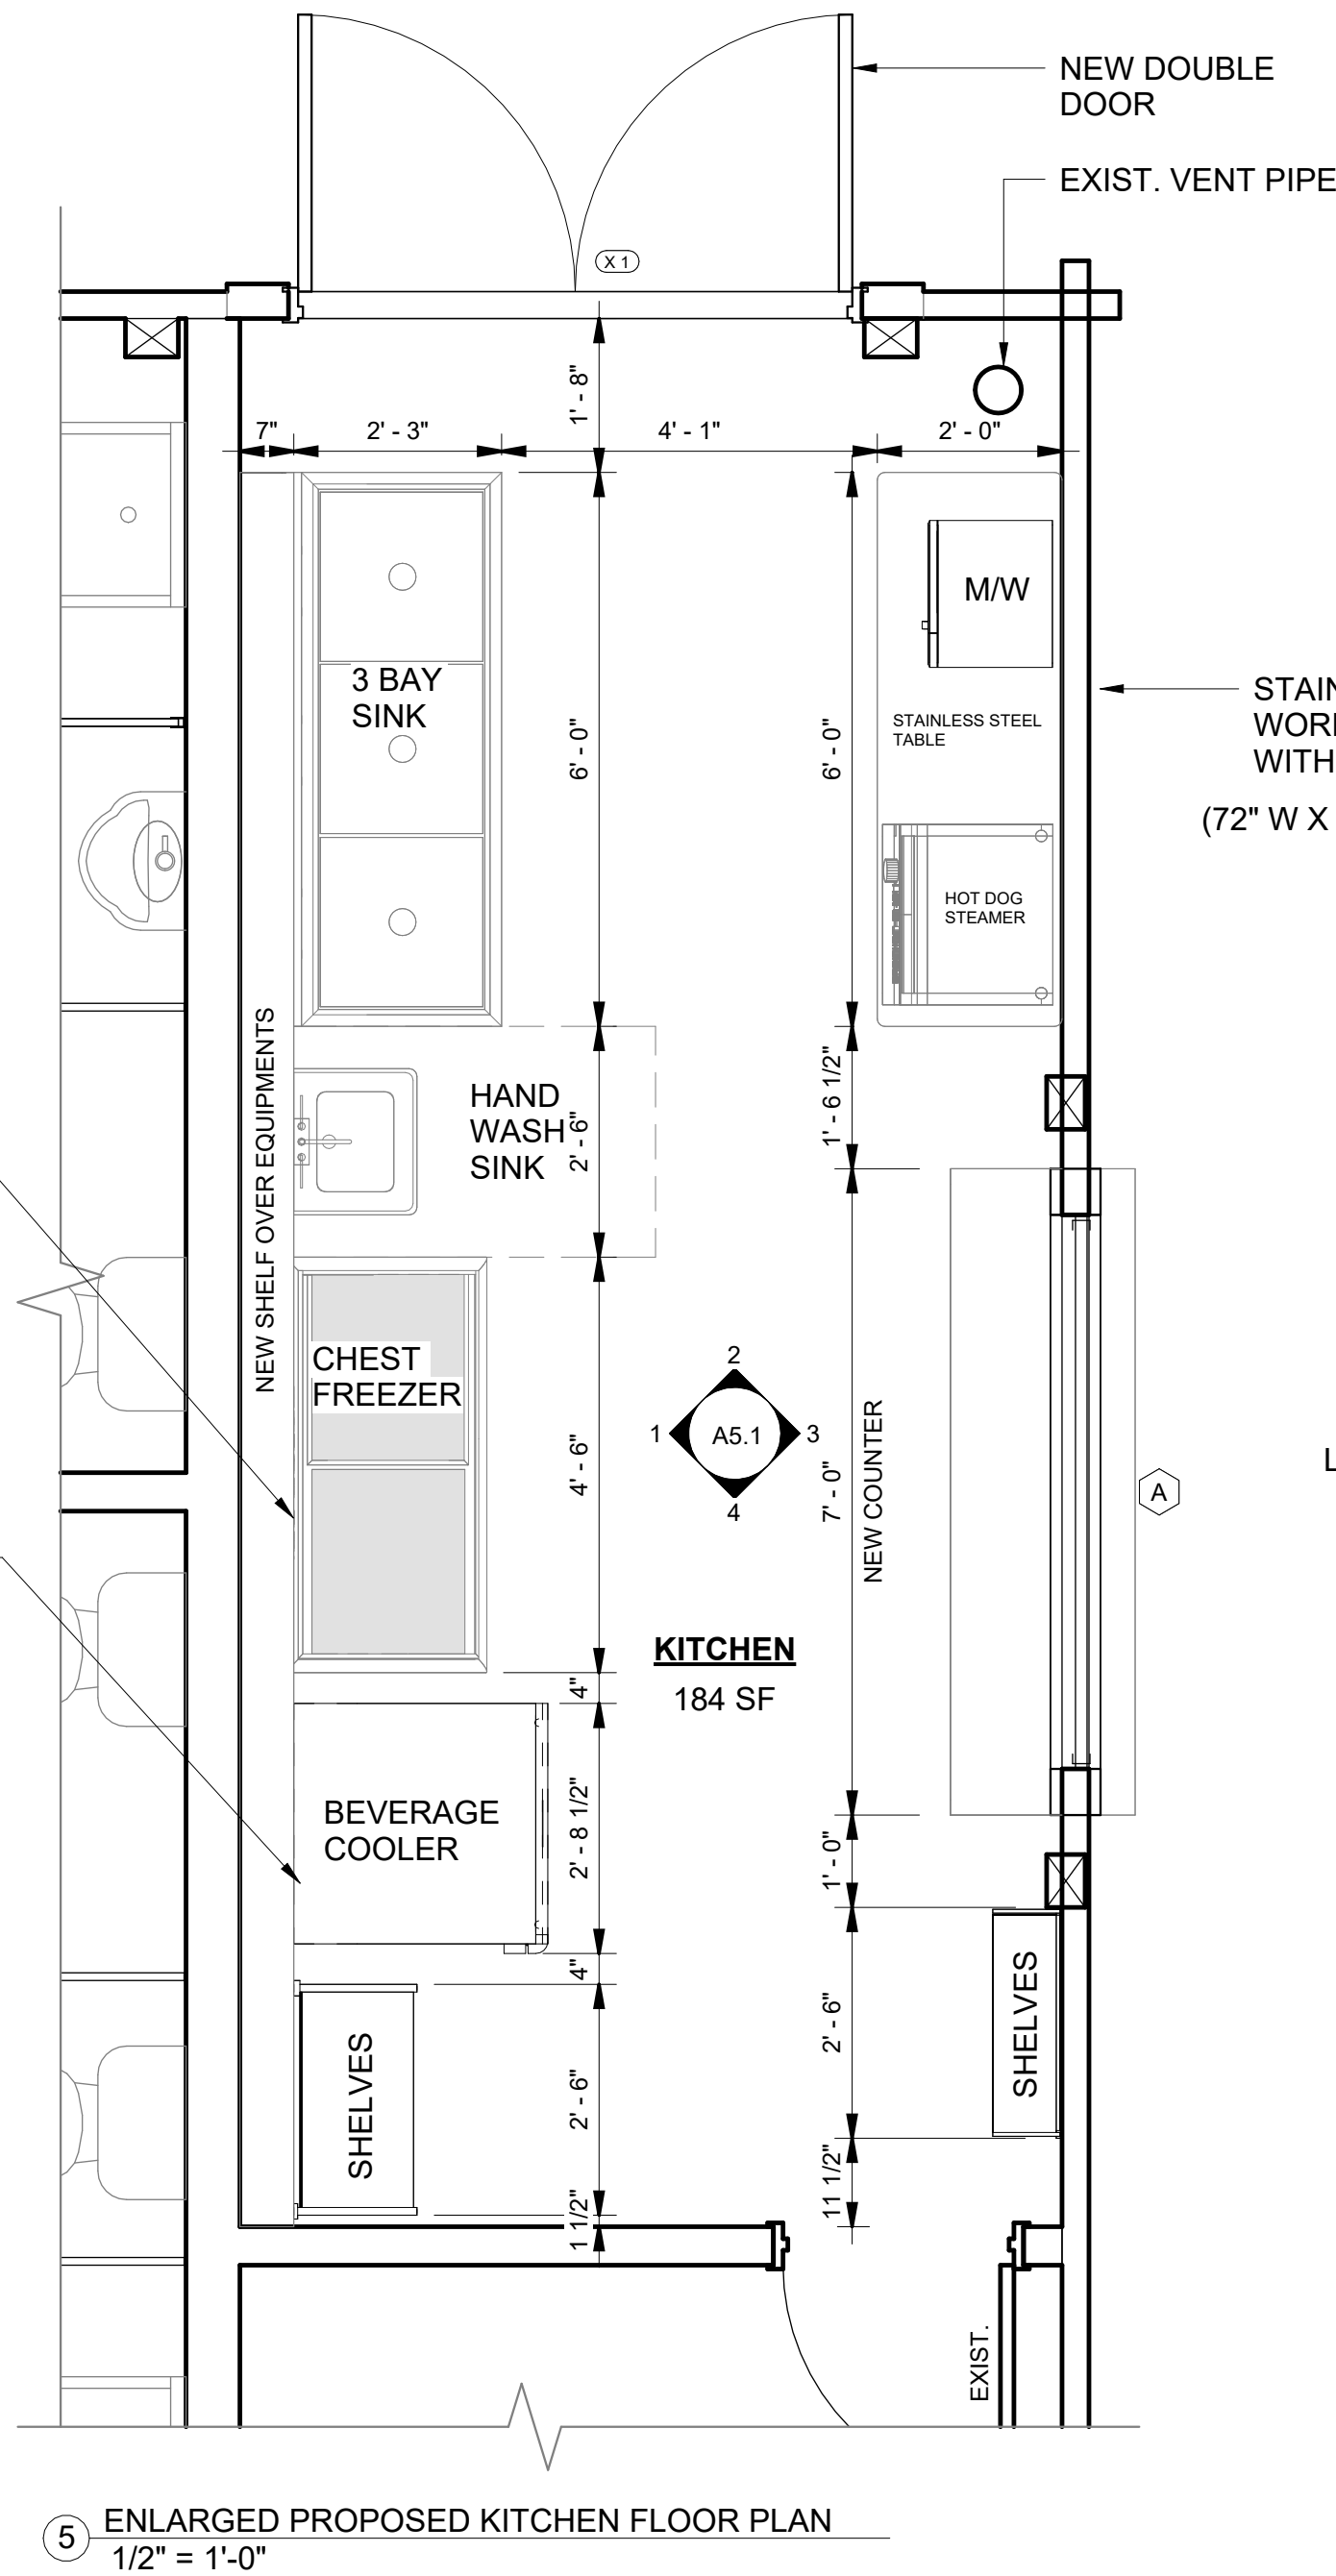 NEW DOUBLE
DOOR
EXIST. VENT PIPE
X 1
1' - 8"
7"
2' - 3"
4' - 1"
2' - 0"
M/W
3 BAY
SINK
STAINLESS STEEL
TABLE
6' - 0"
6' - 0"
STAIN
WORK
WITH
(72" W X
HOT DOG
STEAMER
NEW SHELF OVER EQUIPMENTS
HAND
WASH
SINK
2' - 6"
1' - 6 1/2"
CHEST
FREEZER
4' - 6"
2
1
A5.1
3
4
7' - 0"
NEW COUNTER
L
A
KITCHEN
184 SF
4"
BEVERAGE
COOLER
2' - 8 1/2"
1' - 0"
4"
SHELVES
2' - 6"
2' - 6"
SHELVES
1 1/2"
11 1/2"
EXIST.
5
ENLARGED PROPOSED KITCHEN FLOOR PLAN
1/2" = 1'-0"